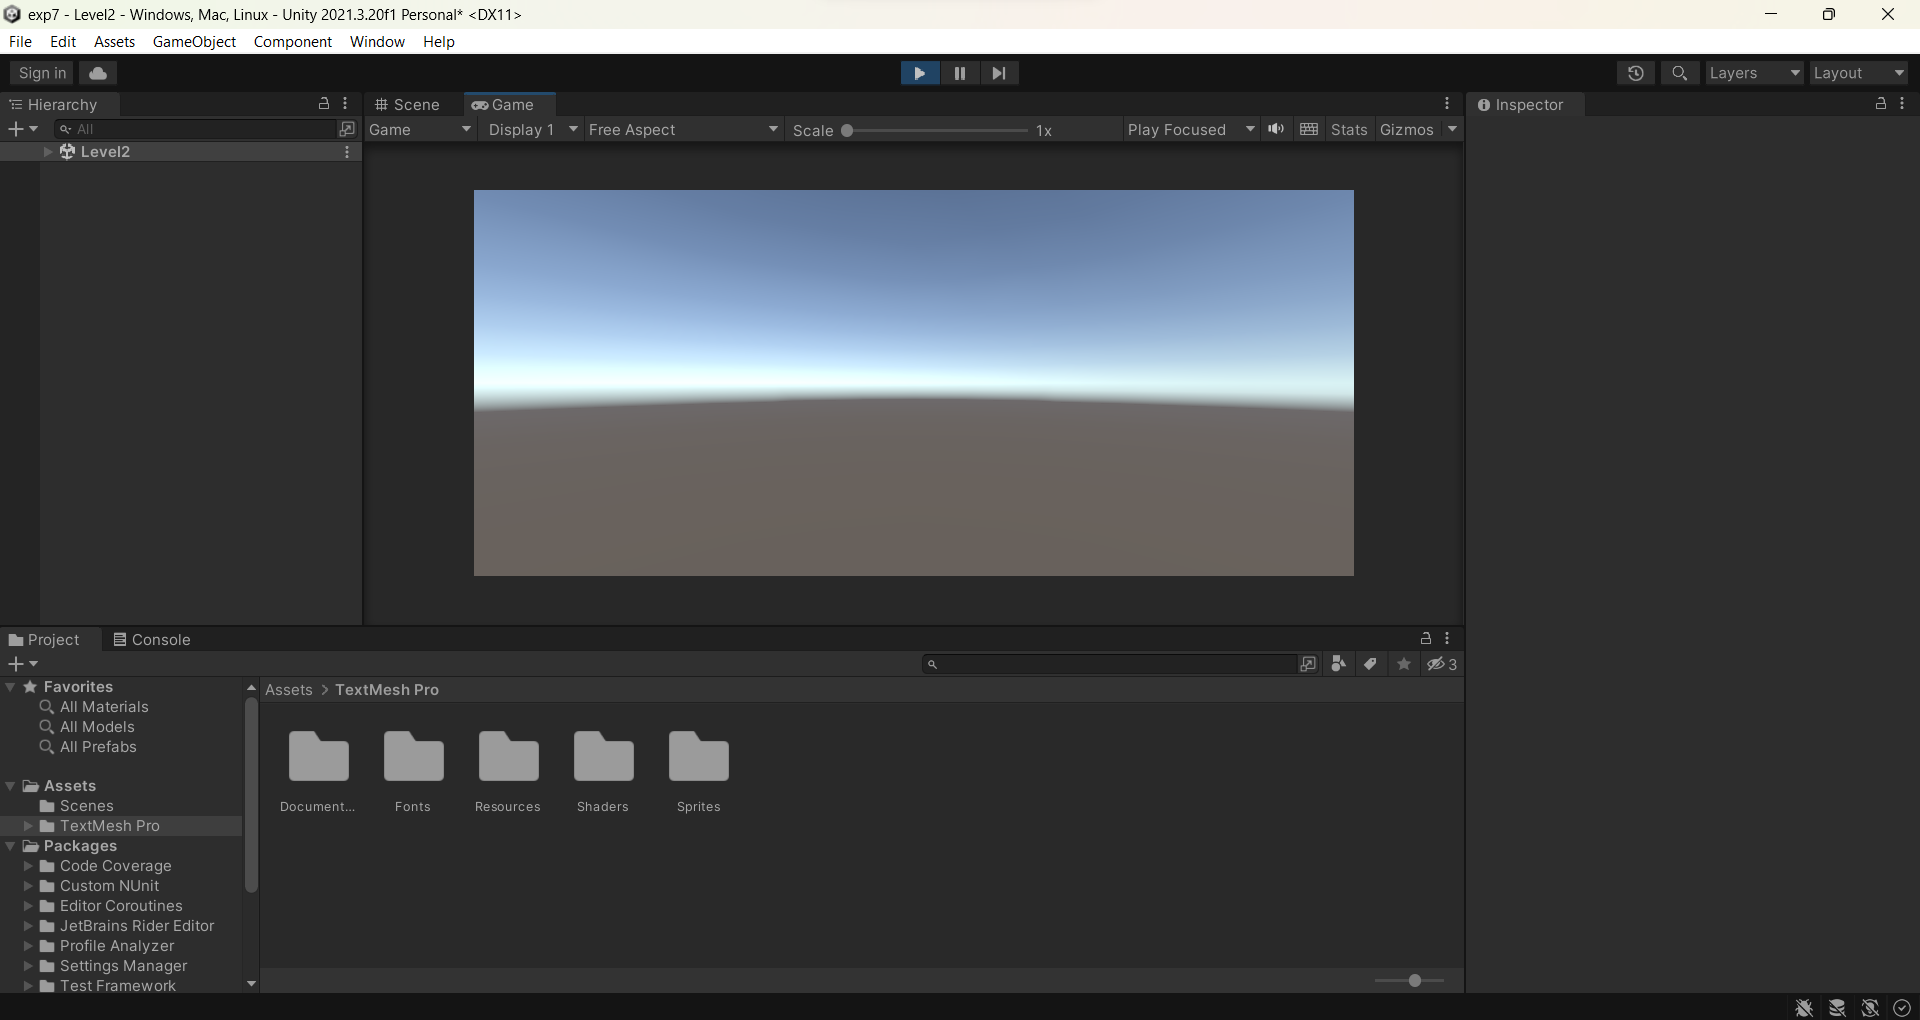 exp7 - Level2 - Windows, Mac, Linux - Unity 2021.3.20f1 Personal* <DX11>
File Edit Assets GameObject Component Window Help
Sign in Layers Layout
Hierarchy Scene Game Inspector
All Game Display 1 Free Aspect Scale 1x Play Focused Stats Gizmos
Level2
Project Console
3
Favorites
All Materials
All Models
All Prefabs
Assets
Scenes
TextMesh Pro
Packages
Code Coverage
Custom NUnit
Editor Coroutines
JetBrains Rider Editor
Profile Analyzer
Settings Manager
Test Framework
Assets > TextMesh Pro
Document... Fonts Resources Shaders Sprites